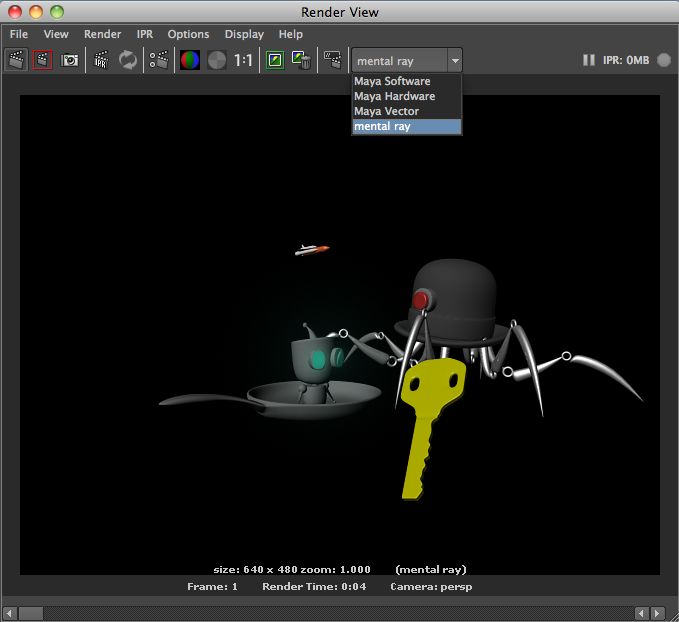 Render View
File View Render IPR Options Display Help
IPR 1:1 mental ray IPR: 0MB
Maya Software
Maya Hardware
Maya Vector
mental ray
size: 640 x 480 zoom: 1.000 (mental ray)
Frame: 1 Render Time: 0:04 Camera: persp